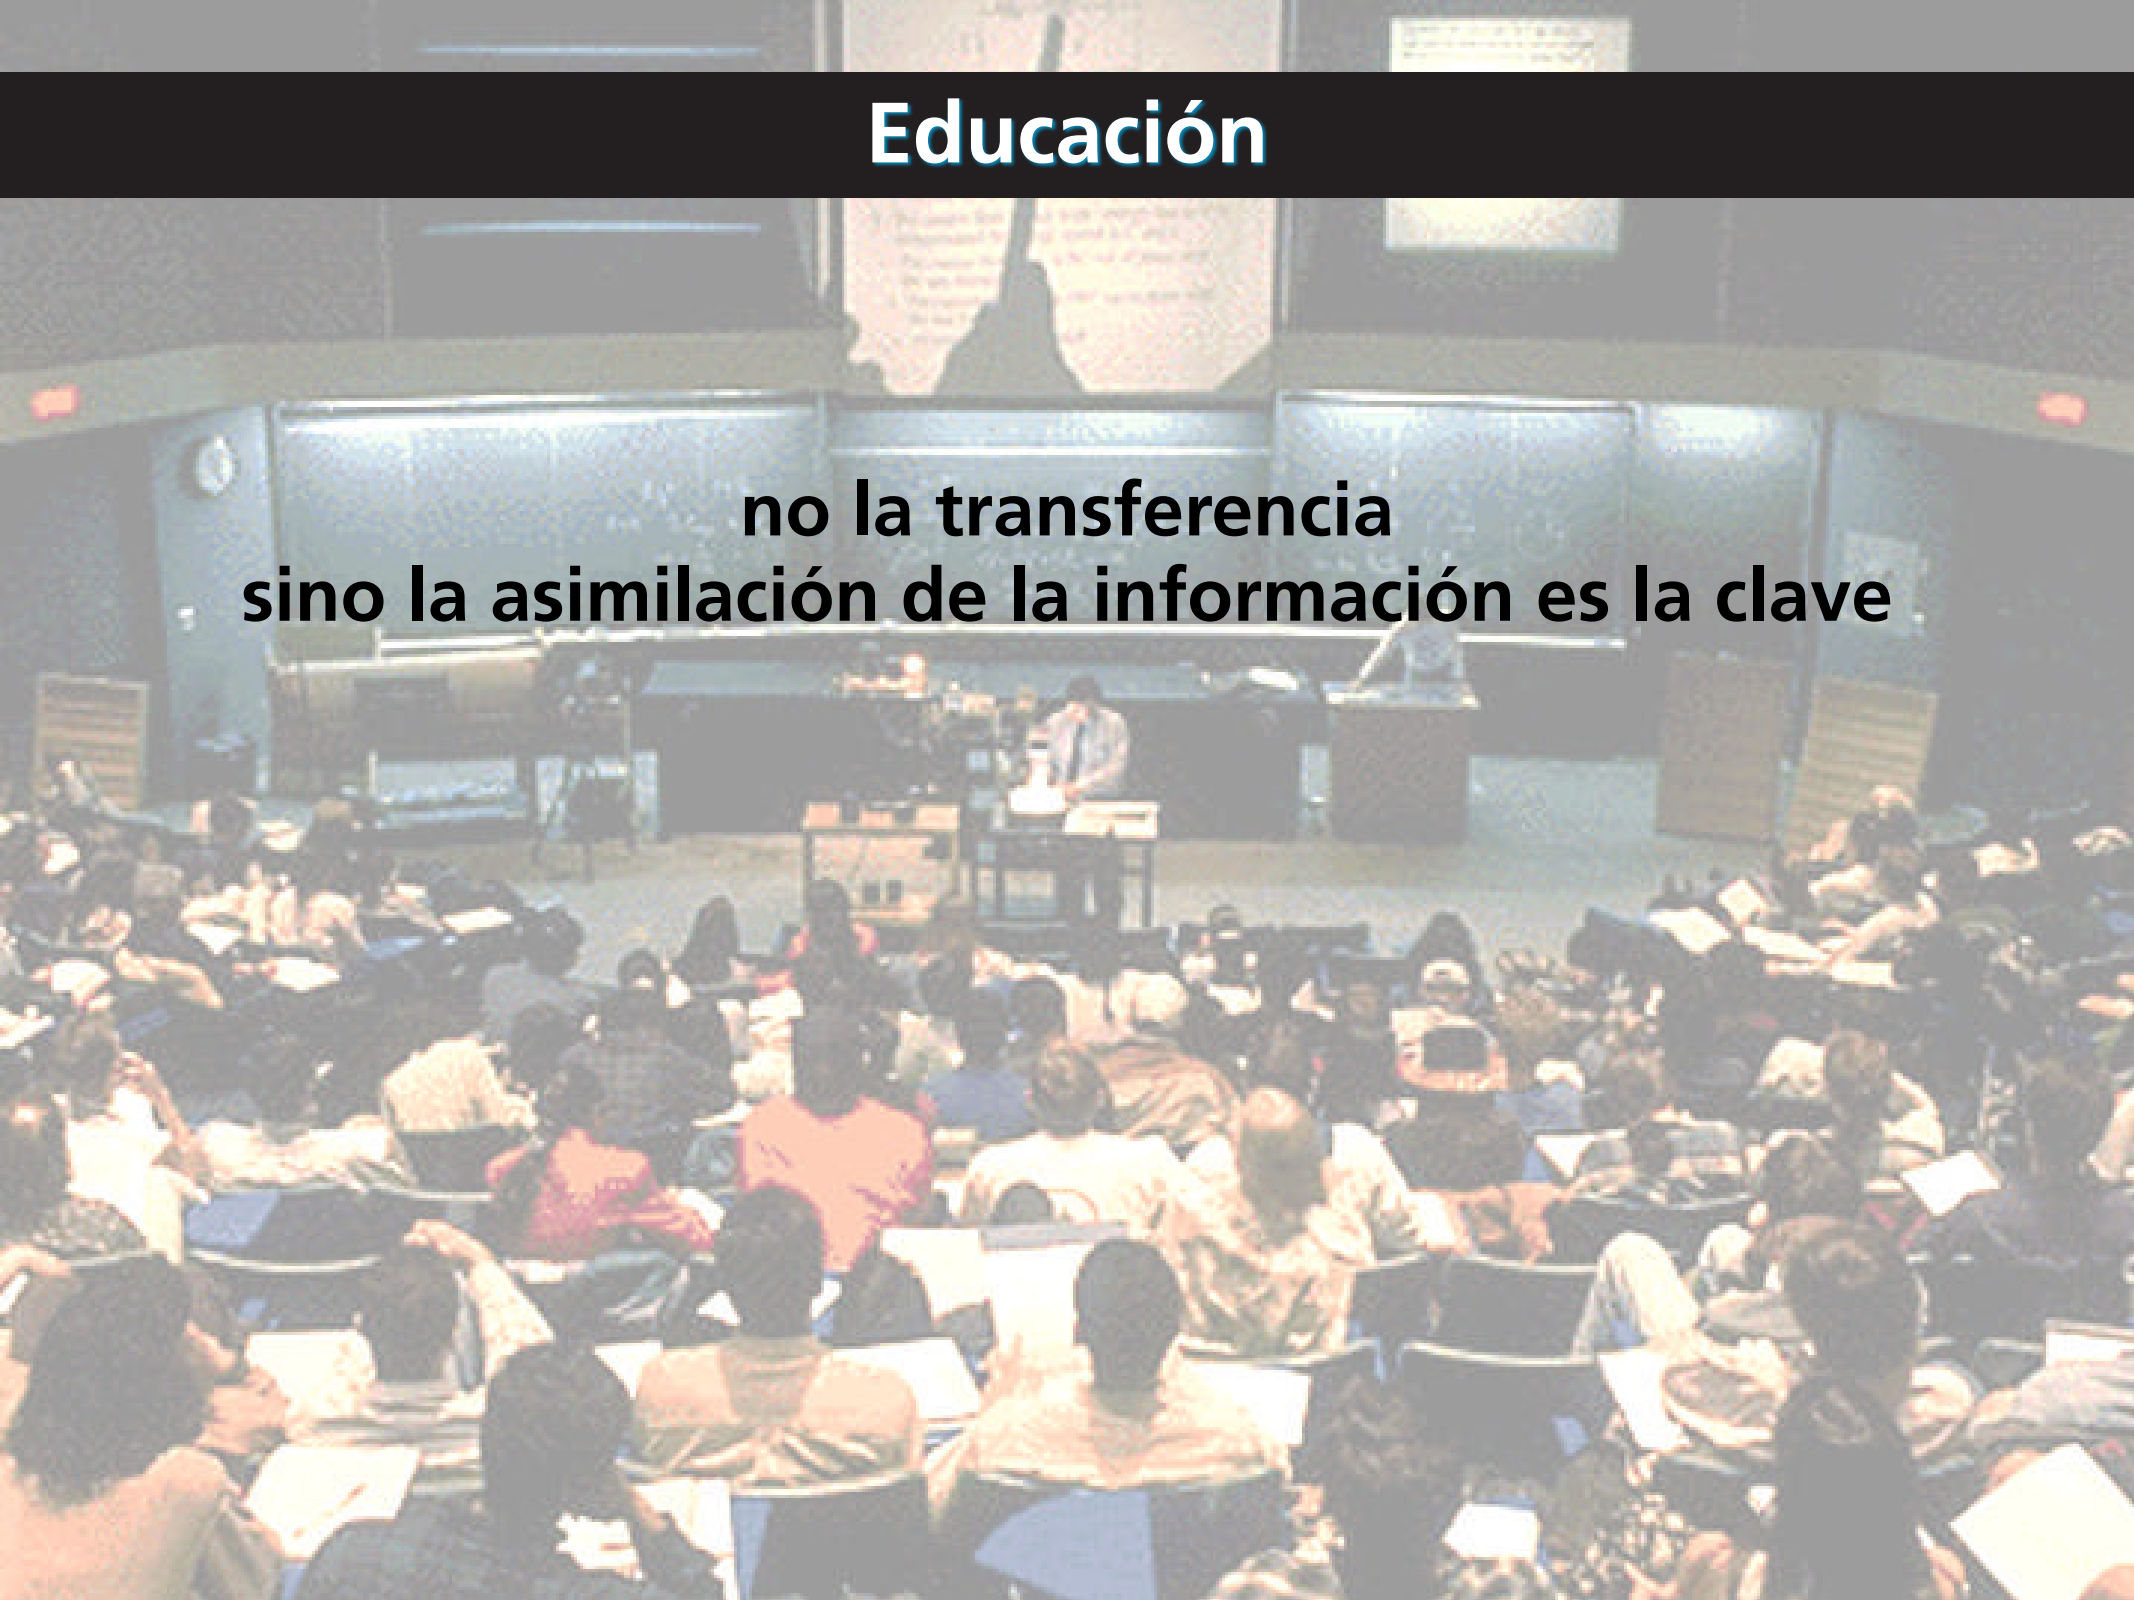 Educación
no la transferencia
sino la asimilación de la información es la clave